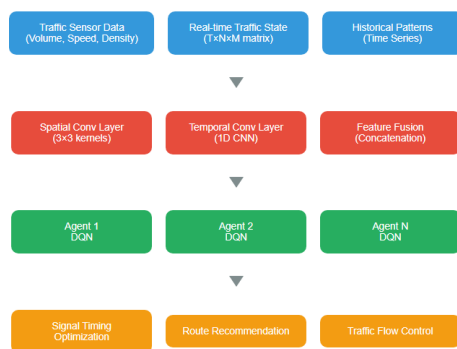 Traffic Sensor Data
(Volume, Speed, Density)
Real-time Traffic State
(T×N×M matrix)
Historical Patterns
(Time Series)
Spatial Conv Layer
(3×3 kernels)
Temporal Conv Layer
(1D CNN)
Feature Fusion
(Concatenation)
Agent 1
DQN
Agent 2
DQN
Agent N
DQN
Signal Timing
Optimization
Route Recommendation
Traffic Flow Control